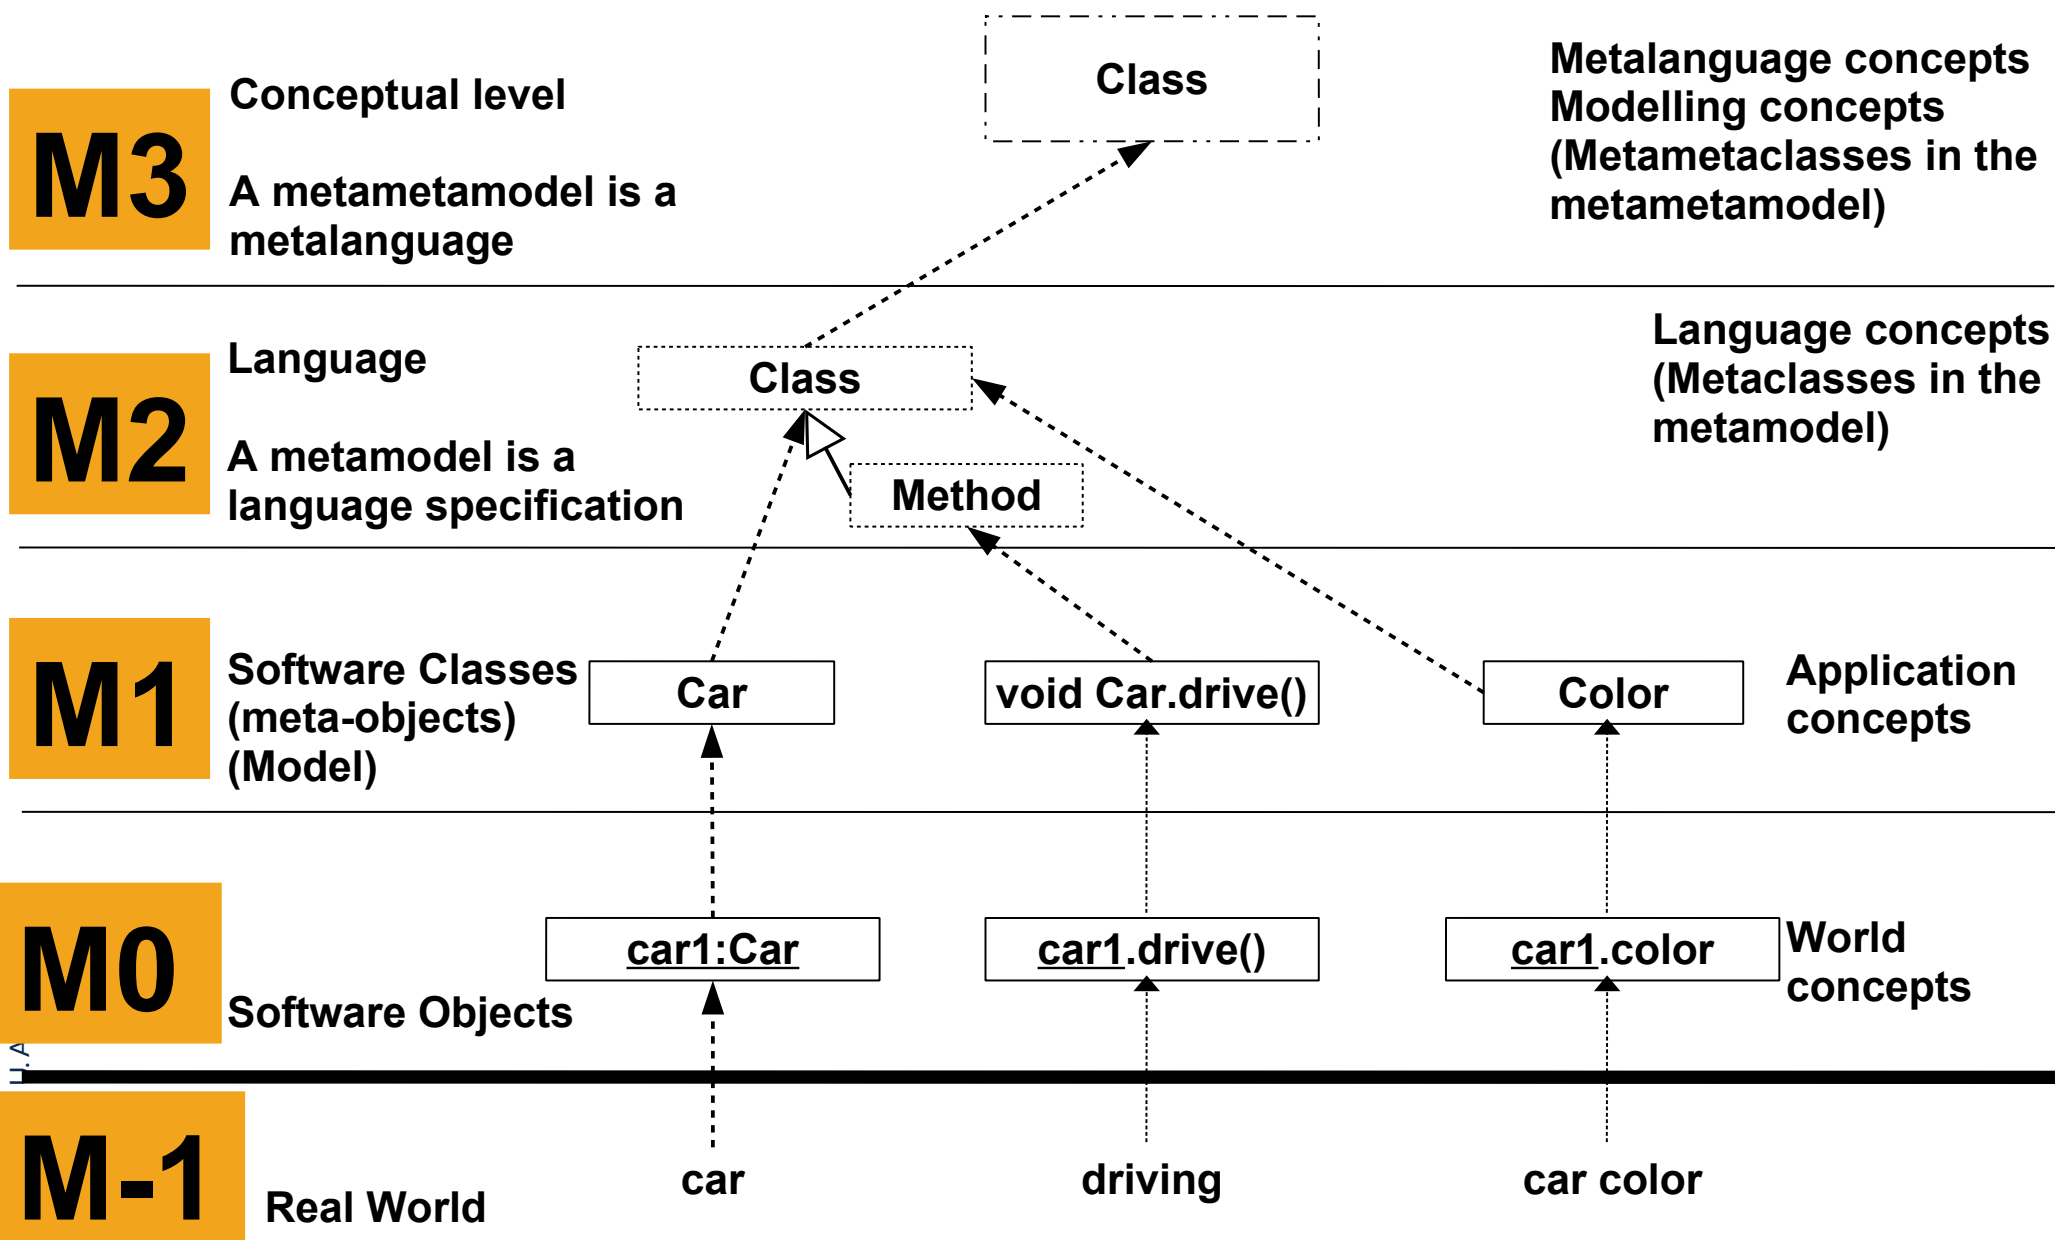 M3
Conceptual level
A metametamodel is a
metalanguage
Class
Metalanguage concepts
Modelling concepts
(Metametaclasses in the
metametamodel)
M2
Language
A metamodel is a
language specification
Class
Method
Language concepts
(Metaclasses in the
metamodel)
M1
Software Classes
(meta-objects)
(Model)
Car
void Car.drive()
Color
Application
concepts
M0
Software Objects
car1:Car
car1.drive()
car1.color
World
concepts
M-1
Real World
car
driving
car color